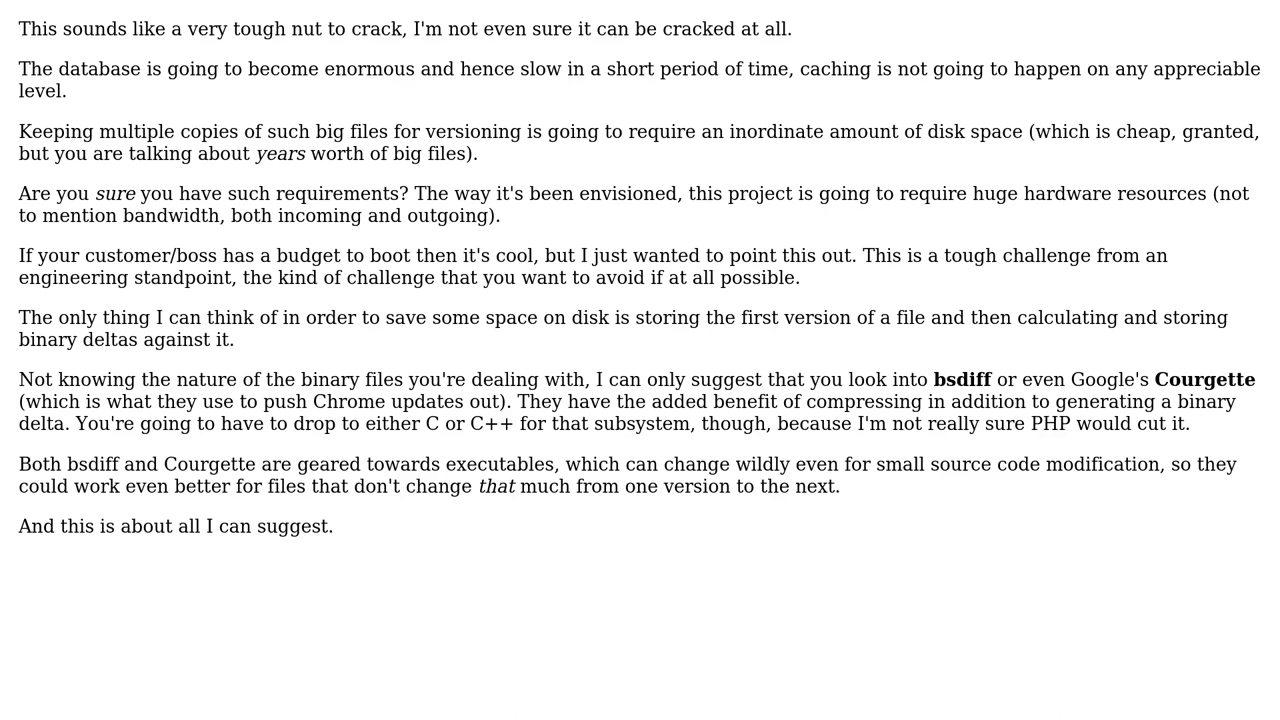 This sounds like a very tough nut to crack, I'm not even sure it can be cracked at all.
The database is going to become enormous and hence slow in a short period of time, caching is not going to happen on any appreciable
level.
Keeping multiple copies of such big files for versioning is going to require an inordinate amount of disk space (which is cheap, granted,
but you are talking about years worth of big files).
Are you sure you have such requirements? The way it's been envisioned, this project is going to require huge hardware resources (not
to mention bandwidth, both incoming and outgoing).
If your customer/boss has a budget to boot then it's cool, but I just wanted to point this out. This is a tough challenge from an
engineering standpoint, the kind of challenge that you want to avoid if at all possible.
The only thing I can think of in order to save some space on disk is storing the first version of a file and then calculating and storing
binary deltas against it.
Not knowing the nature of the binary files you're dealing with, I can only suggest that you look into bsdiff or even Google's Courgette
(which is what they use to push Chrome updates out). They have the added benefit of compressing in addition to generating a binary
delta. You're going to have to drop to either C or C++ for that subsystem, though, because I'm not really sure PHP would cut it.
Both bsdiff and Courgette are geared towards executables, which can change wildly even for small source code modification, so they
could work even better for files that don't change that much from one version to the next.
And this is about all I can suggest.